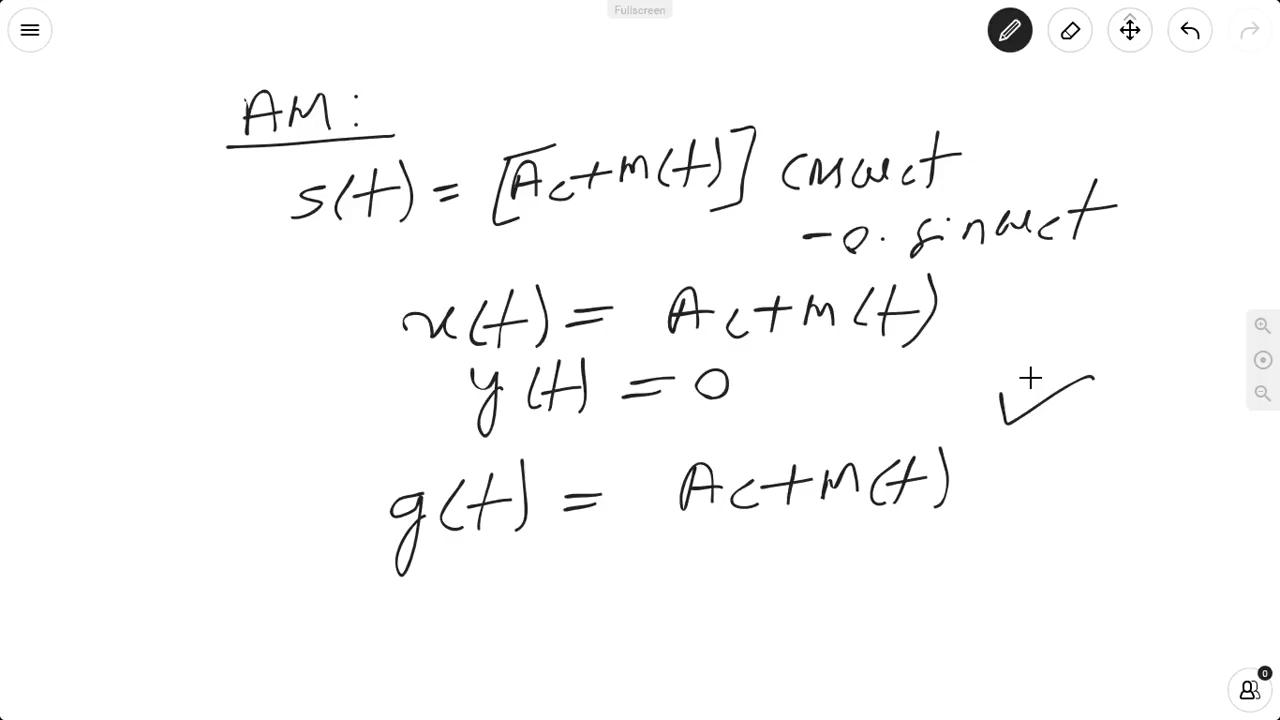 Fullscreen
AM:
s(t) = [Ac+m(t)] cosωct
-0. sinωct
x(t) = Ac+m(t)
y(t) = 0
g(t) = Ac+m(t)
0